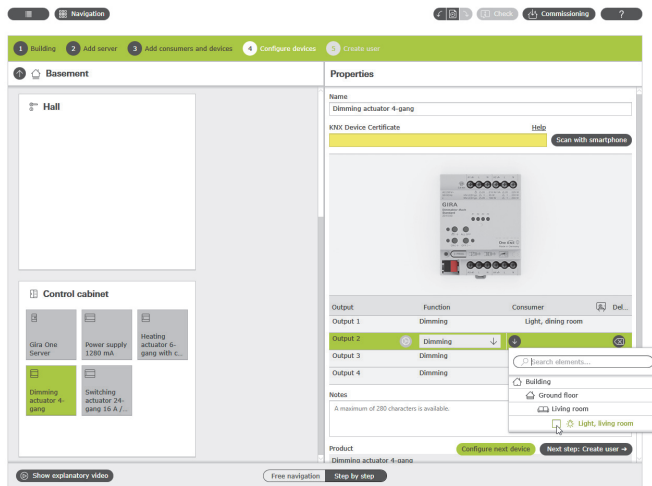 Navigation
Check
Commissioning
?
1 Building 2 Add server 3 Add consumers and devices 4 Configure devices 5 Create user
Basement
Properties
Hall
Name
Dimming actuator 4-gang
KNX Device Certificate Help
Scan with smartphone
GIRA
Control cabinet
Gira One Server
Power supply 1280 mA
Heating actuator 6-gang with c...
Dimming actuator 4-gang
Switching actuator 24-gang 16 A /...
Output Function Consumer Del...
Output 1 Dimming Light, dining room
Output 2 Dimming
Output 3 Dimming
Output 4 Dimming
Search elements...
Building
Ground floor
Living room
Light, living room
Notes
A maximum of 280 characters is available.
Product
Configure next device Next step: Create user →
Dimming actuator 4-gang
Show explanatory video
Free navigation Step by step